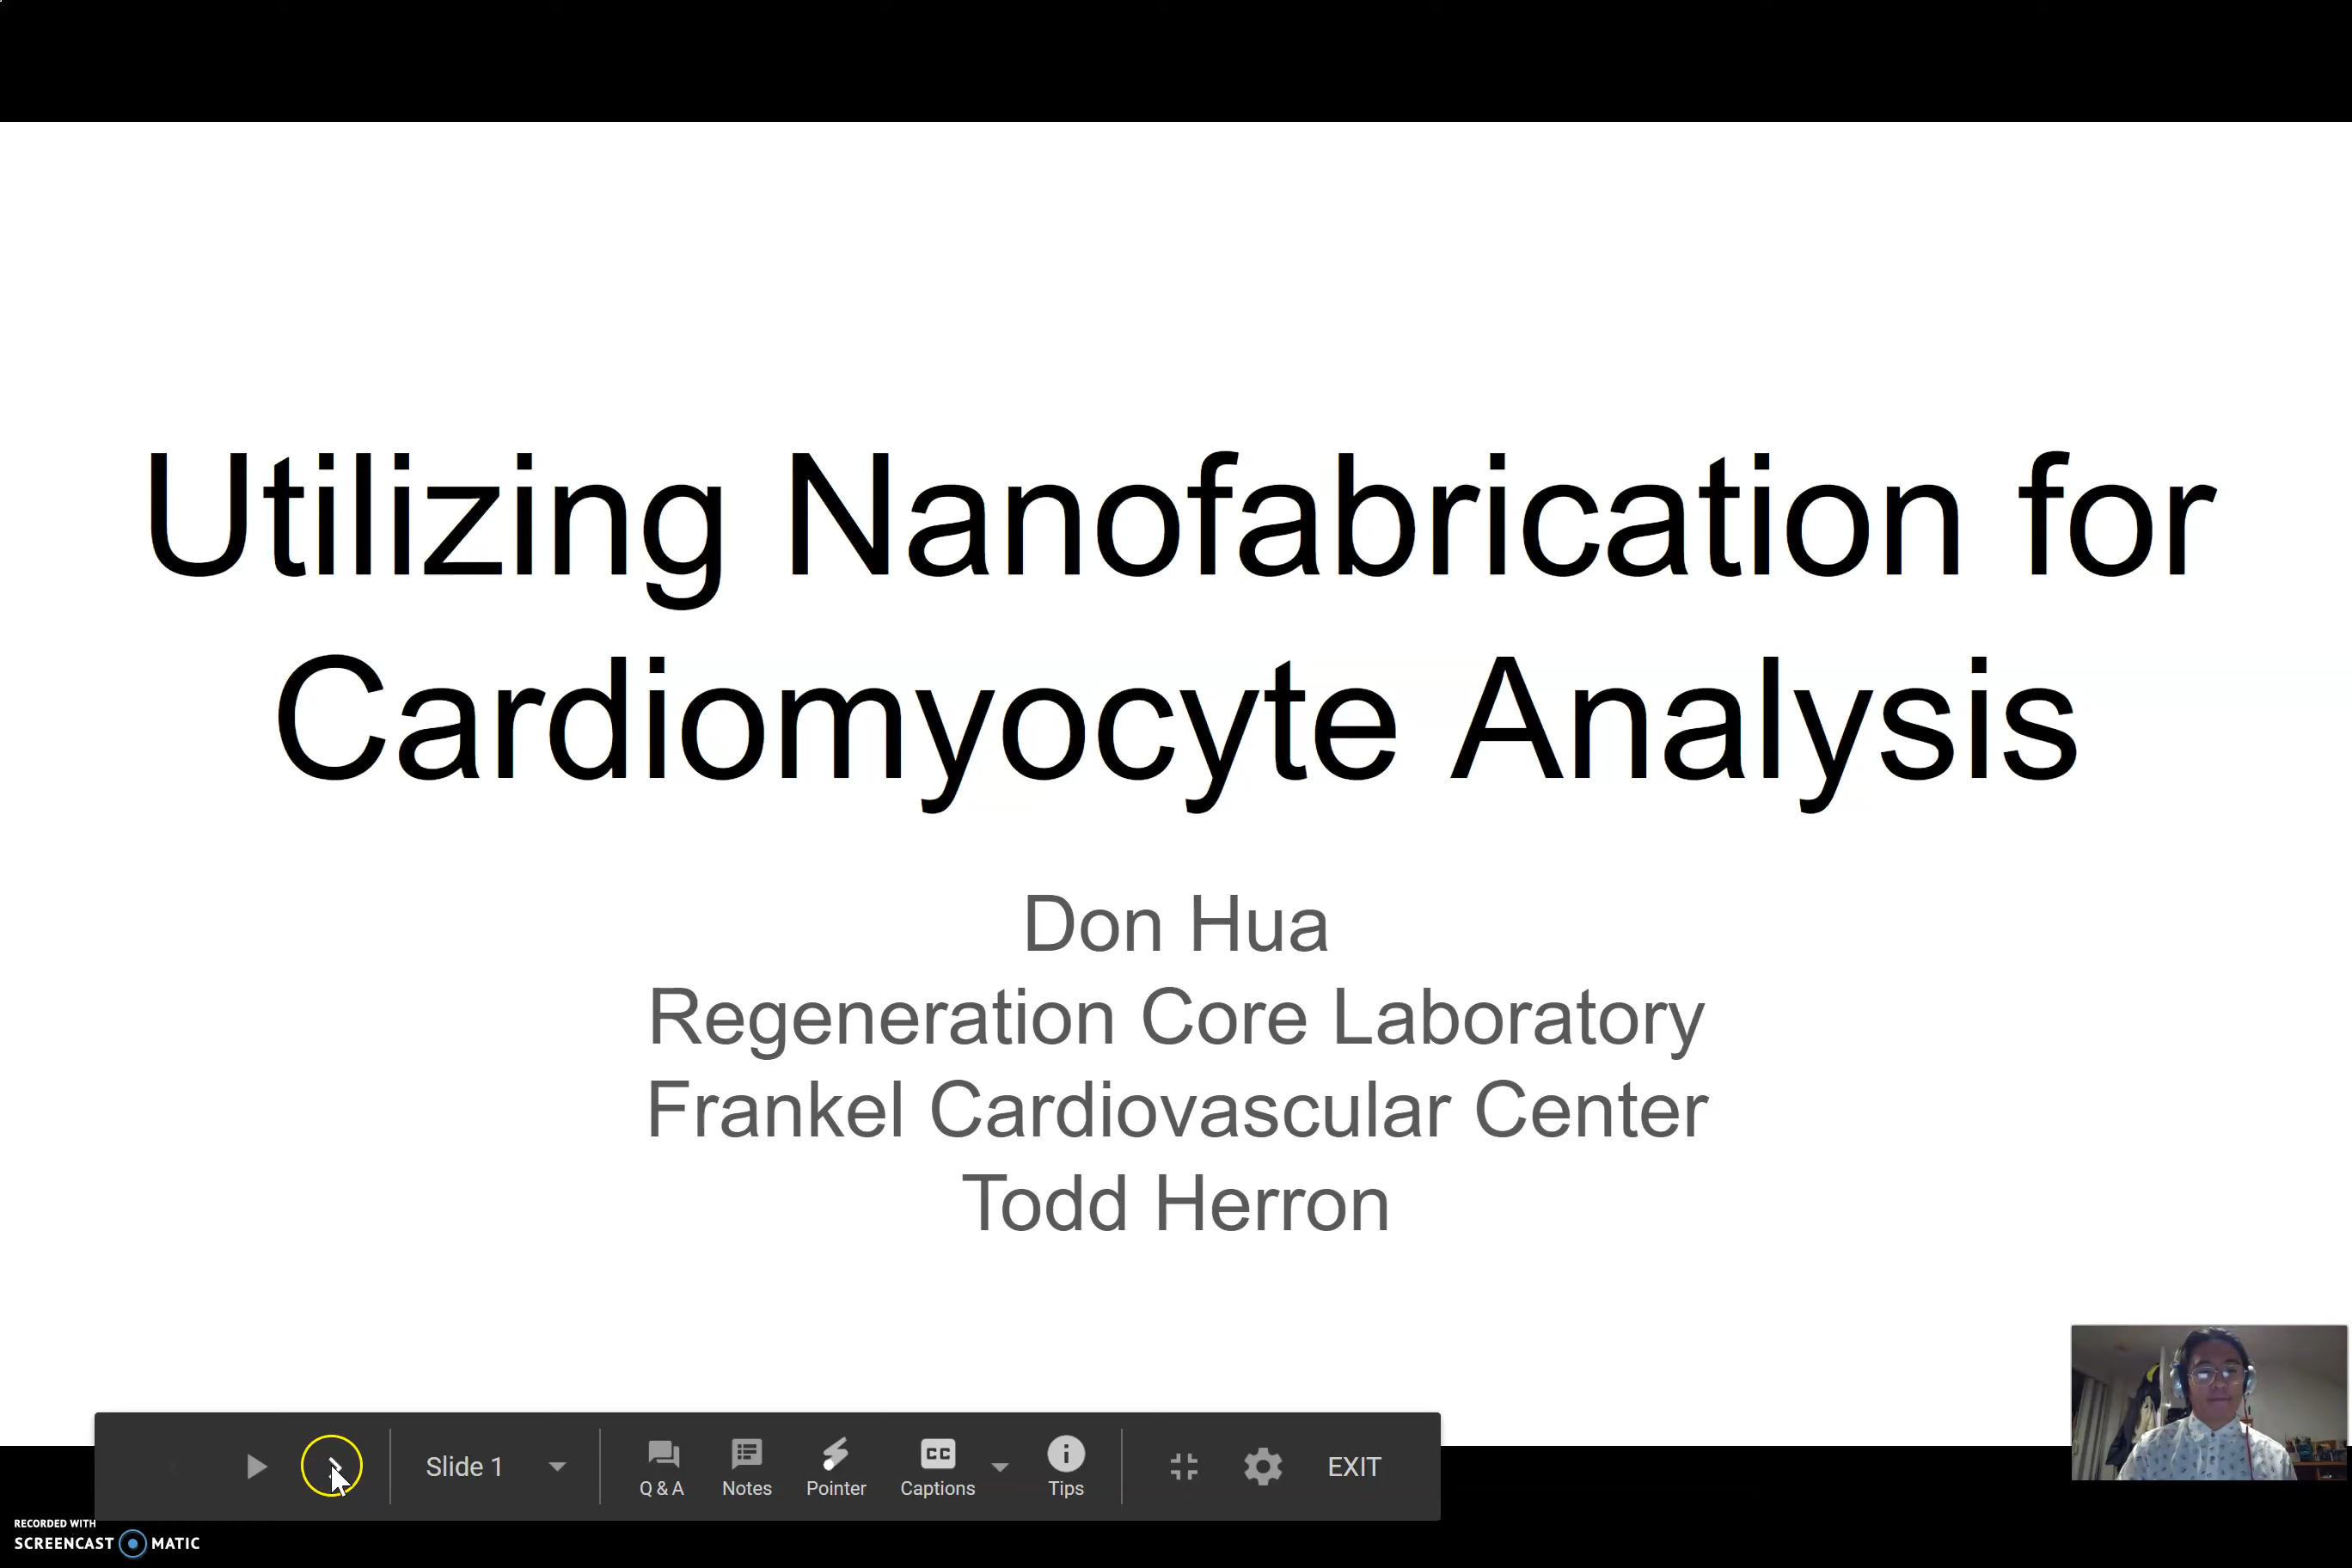 Utilizing Nanofabrication for
Cardiomyocyte Analysis
Don Hua
Regeneration Core Laboratory
Frankel Cardiovascular Center
Todd Herron
Slide 1
Q & A
Notes
Pointer
CC
Captions
Tips
EXIT
RECORDED WITH
SCREENCAST MATIC